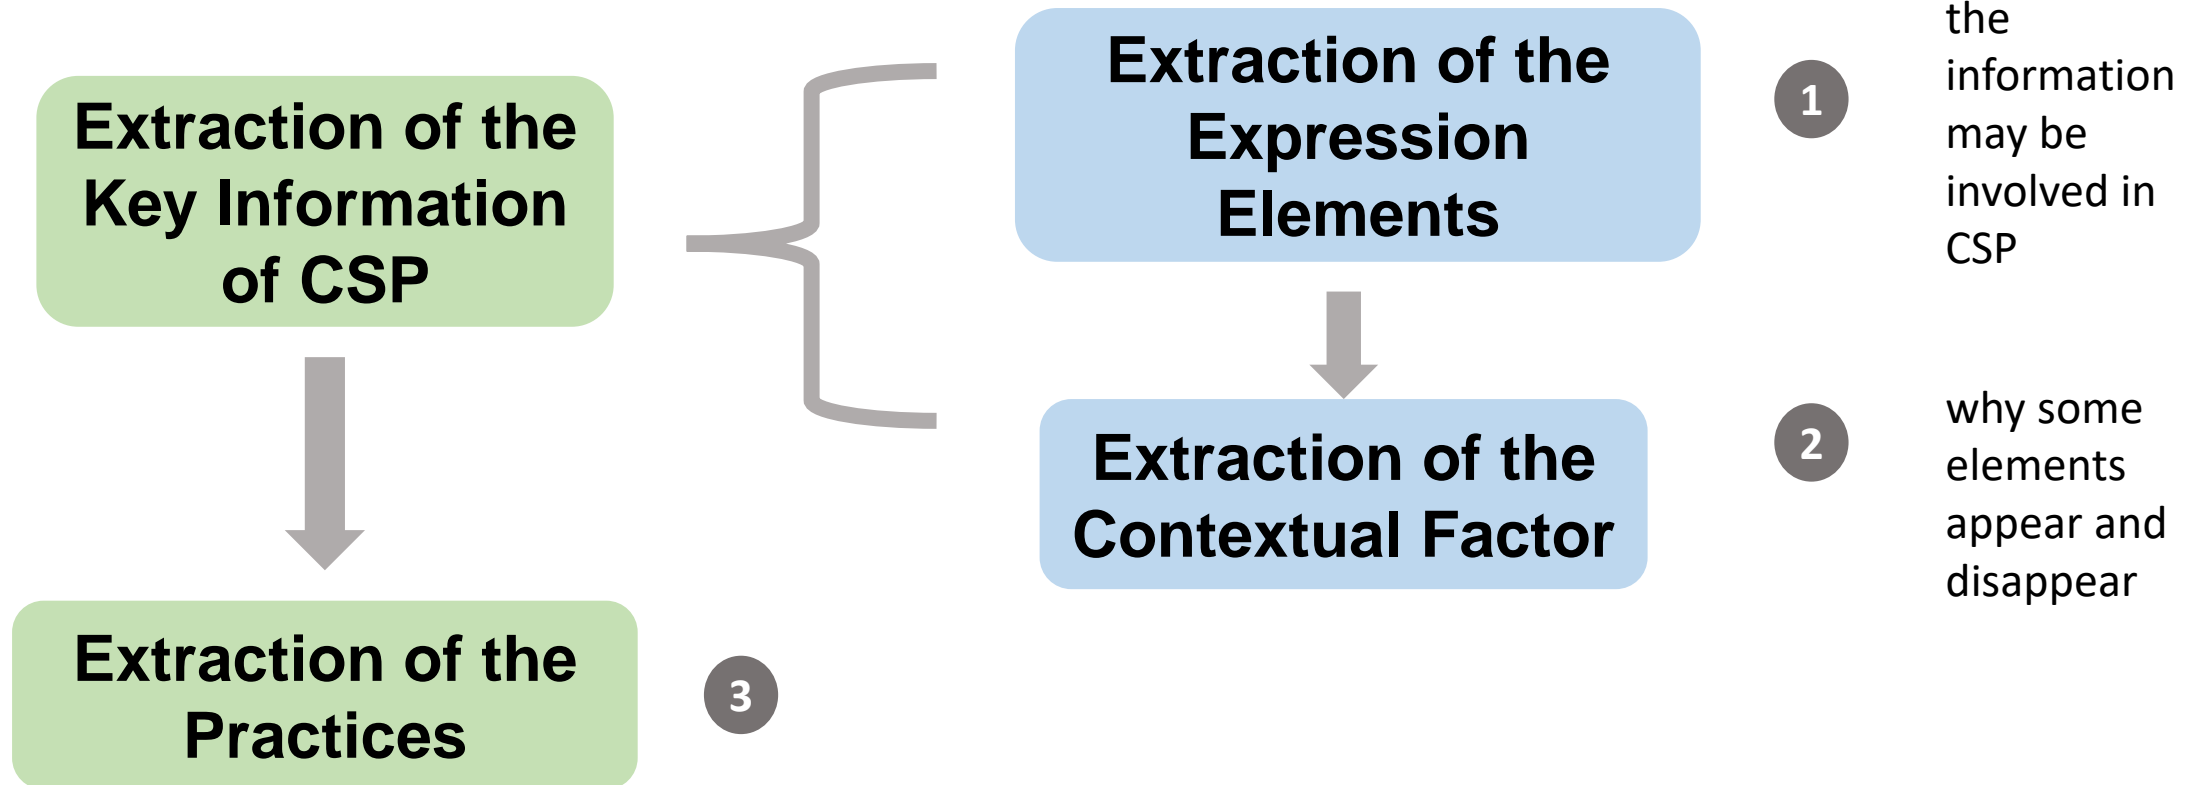 Extraction of the
Key Information
of CSP
Extraction of the
Expression
Elements
1
the
information
may be
involved in
CSP
Extraction of the
Contextual Factor
2
why some
elements
appear and
disappear
Extraction of the
Practices
3